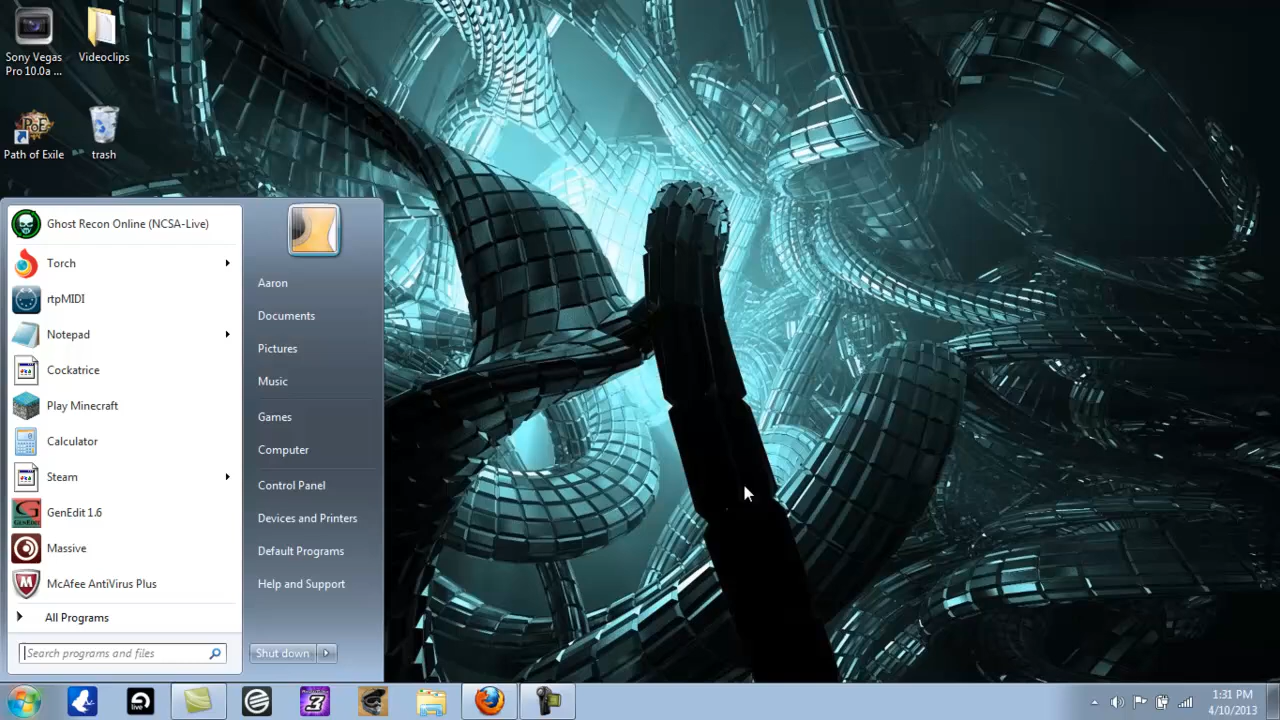 Sony Vegas
Pro 10.0a ...
Videoclips
Path of Exile
trash
Ghost Recon Online (NCSA-Live)
Torch
rtpMIDI
Notepad
Cockatrice
Play Minecraft
Calculator
Steam
GenEdit 1.6
Massive
McAfee AntiVirus Plus
All Programs
Search programs and files
Aaron
Documents
Pictures
Music
Games
Computer
Control Panel
Devices and Printers
Default Programs
Help and Support
Shut down
live
3
1:31 PM
4/10/2013